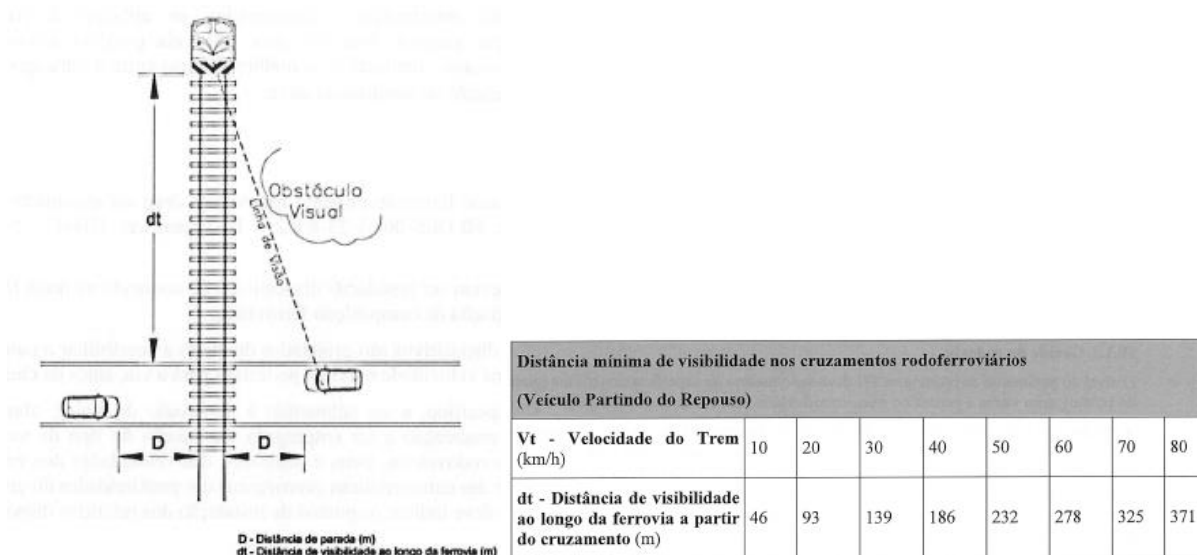 dt
Obstáculo
Visual
Linha de Visão
D
D
D - Distância de parada (m)
dt - Distância de visibilidade ao longo da ferrovia (m)
Distância mínima de visibilidade nos cruzamentos rodoferroviários
(Veículo Partindo do Repouso)
Vt - Velocidade do Trem (km/h) 10 20 30 40 50 60 70 80
dt - Distância de visibilidade
ao longo da ferrovia a partir
do cruzamento (m) 46 93 139 186 232 278 325 371